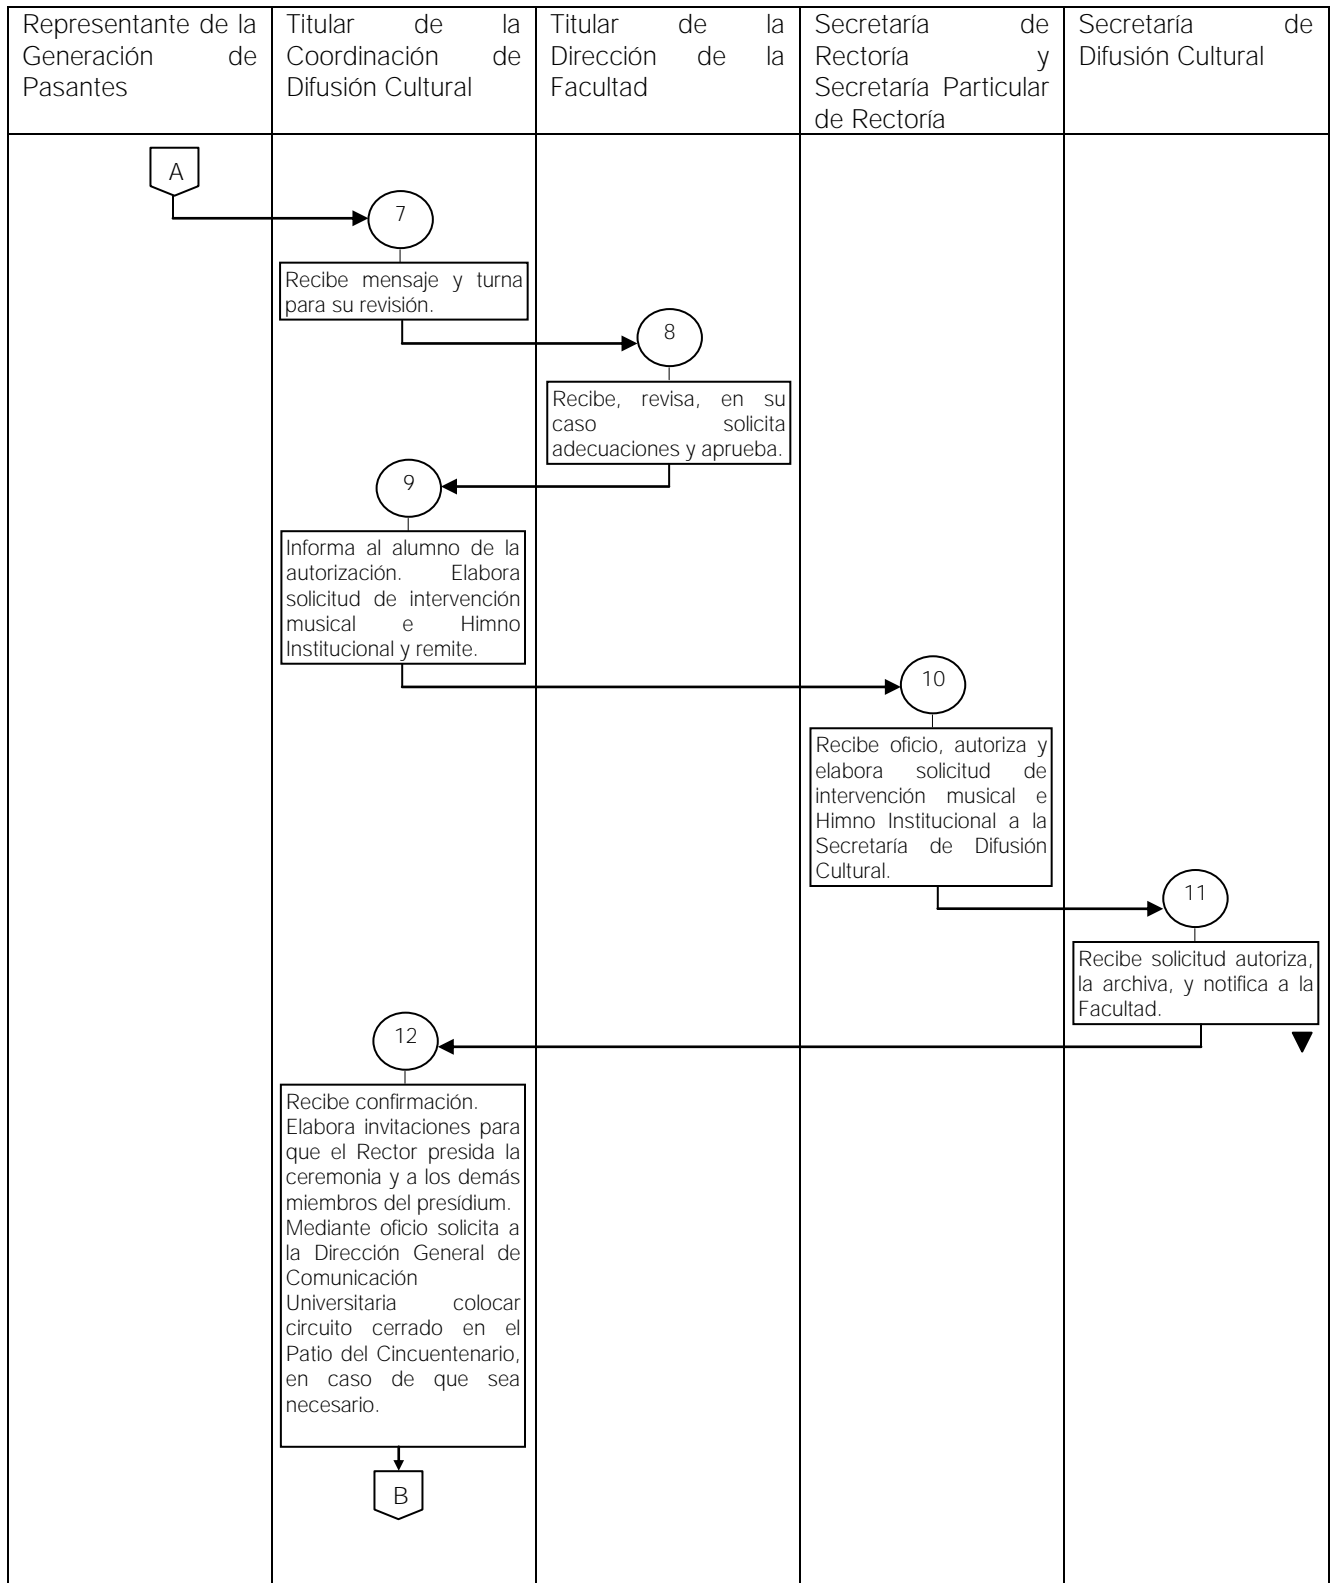 Representante de la
Generación de
Pasantes
Titular de la
Coordinación de
Difusión Cultural
Titular de la
Dirección de la
Facultad
Secretaría de
Rectoría y
Secretaría Particular
de Rectoría
Secretaría de
Difusión Cultural
A
7
Recibe mensaje y turna
para su revisión.
8
Recibe, revisa, en su
caso solicita
adecuaciones y aprueba.
9
Informa al alumno de la
autorización. Elabora
solicitud de intervención
musical e Himno
Institucional y remite.
10
Recibe oficio, autoriza y
elabora solicitud de
intervención musical e
Himno Institucional a la
Secretaría de Difusión
Cultural.
11
Recibe solicitud autoriza,
la archiva, y notifica a la
Facultad.
12
Recibe confirmación.
Elabora invitaciones para
que el Rector presida la
ceremonia y a los demás
miembros del presídium.
Mediante oficio solicita a
la Dirección General de
Comunicación
Universitaria colocar
circuito cerrado en el
Patio del Cincuentenario,
en caso de que sea
necesario.
B